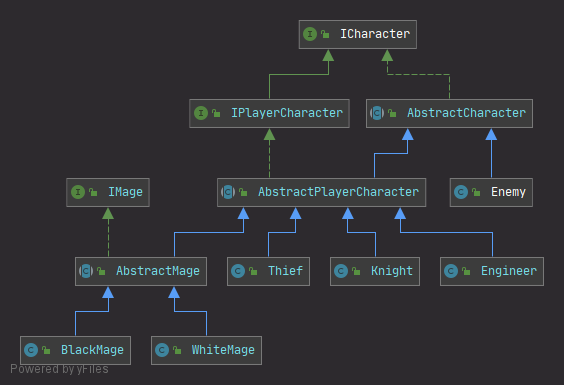 ICharacter
IPlayerCharacter
AbstractCharacter
IMage
AbstractPlayerCharacter
Enemy
AbstractMage
Thief
Knight
Engineer
BlackMage
WhiteMage
Powered by yFiles